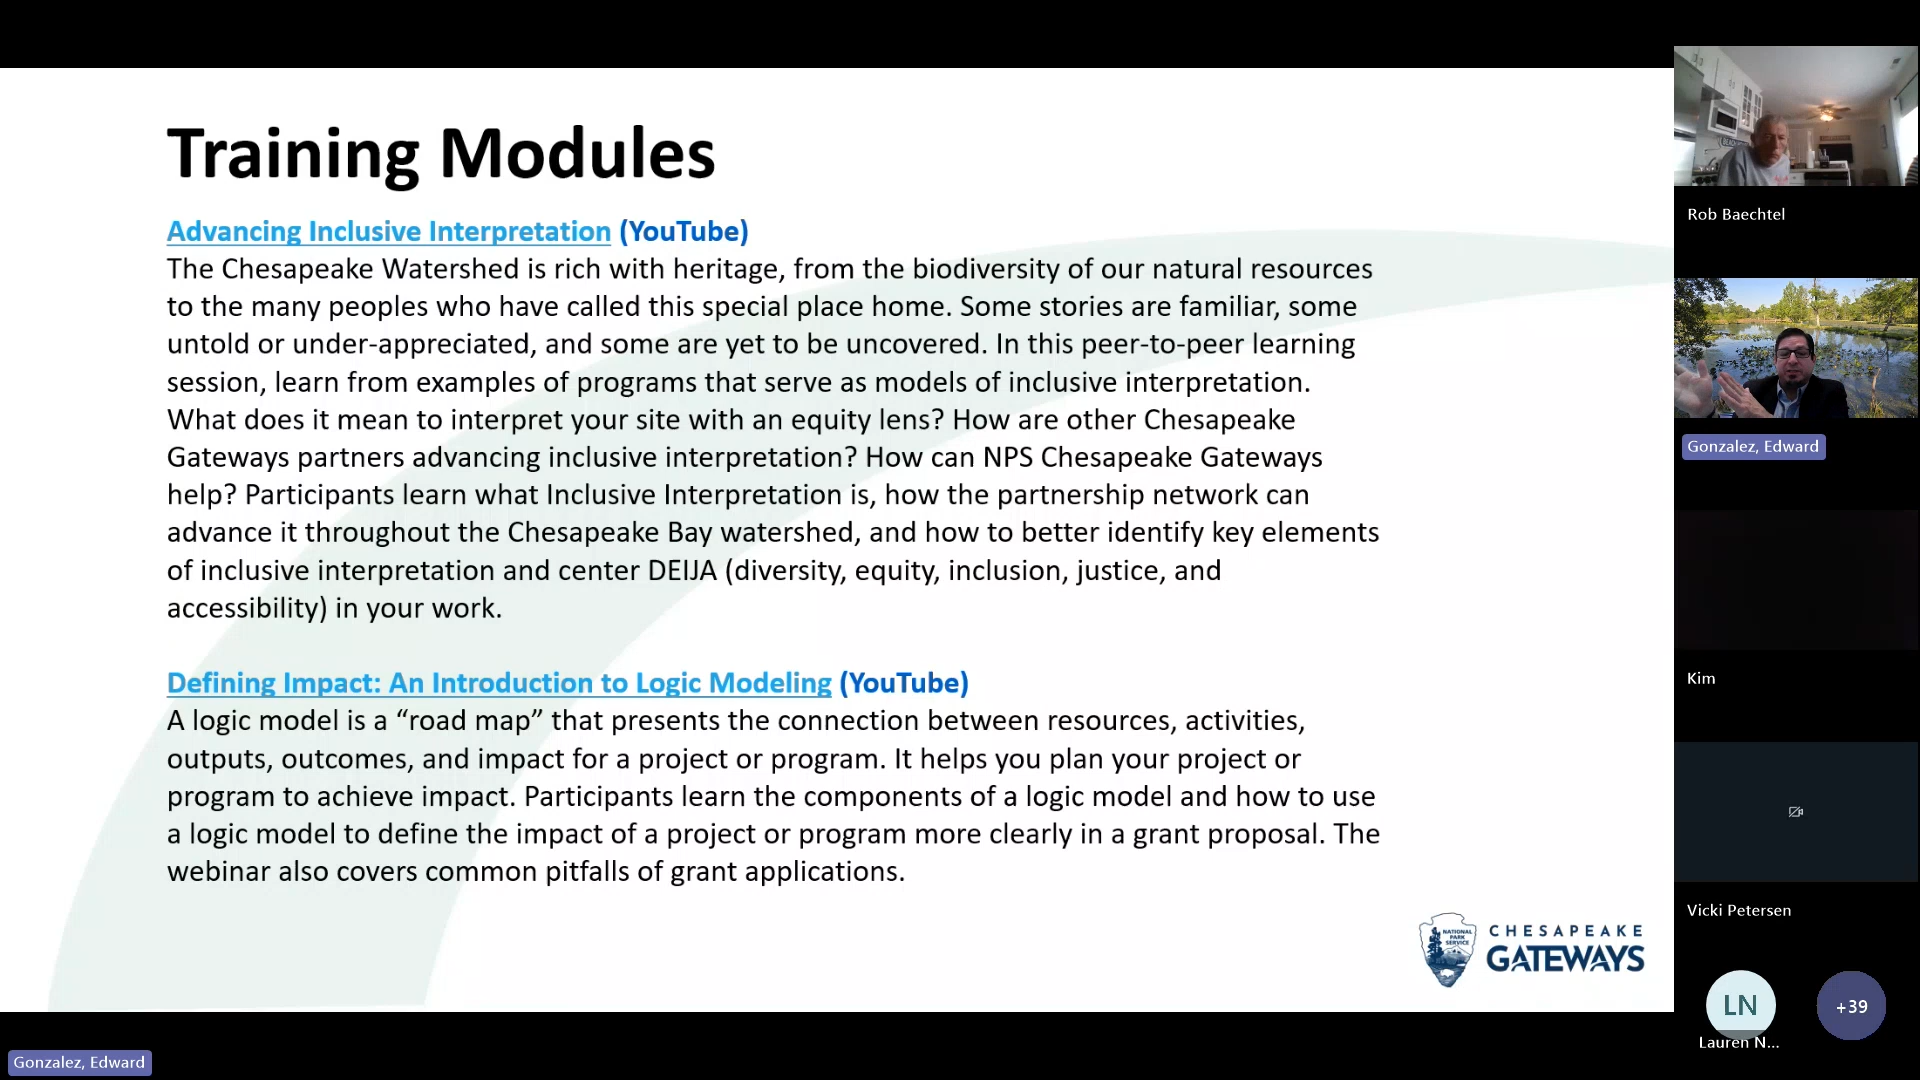 Training Modules
Advancing Inclusive Interpretation (YouTube)
The Chesapeake Watershed is rich with heritage, from the biodiversity of our natural resources
to the many peoples who have called this special place home. Some stories are familiar, some
untold or under-appreciated, and some are yet to be uncovered. In this peer-to-peer learning
session, learn from examples of programs that serve as models of inclusive interpretation.
What does it mean to interpret your site with an equity lens? How are other Chesapeake
Gateways partners advancing inclusive interpretation? How can NPS Chesapeake Gateways
help? Participants learn what Inclusive Interpretation is, how the partnership network can
advance it throughout the Chesapeake Bay watershed, and how to better identify key elements
of inclusive interpretation and center DEIJA (diversity, equity, inclusion, justice, and
accessibility) in your work.
Defining Impact: An Introduction to Logic Modeling (YouTube)
A logic model is a “road map” that presents the connection between resources, activities,
outputs, outcomes, and impact for a project or program. It helps you plan your project or
program to achieve impact. Participants learn the components of a logic model and how to use
a logic model to define the impact of a project or program more clearly in a grant proposal. The
webinar also covers common pitfalls of grant applications.
NATIONAL
PARK
SERVICE
CHESAPEAKE
GATEWAYS
Rob Baechtel
Gonzalez, Edward
Kim
Vicki Petersen
LN
+39
Lauren N...
Gonzalez, Edward